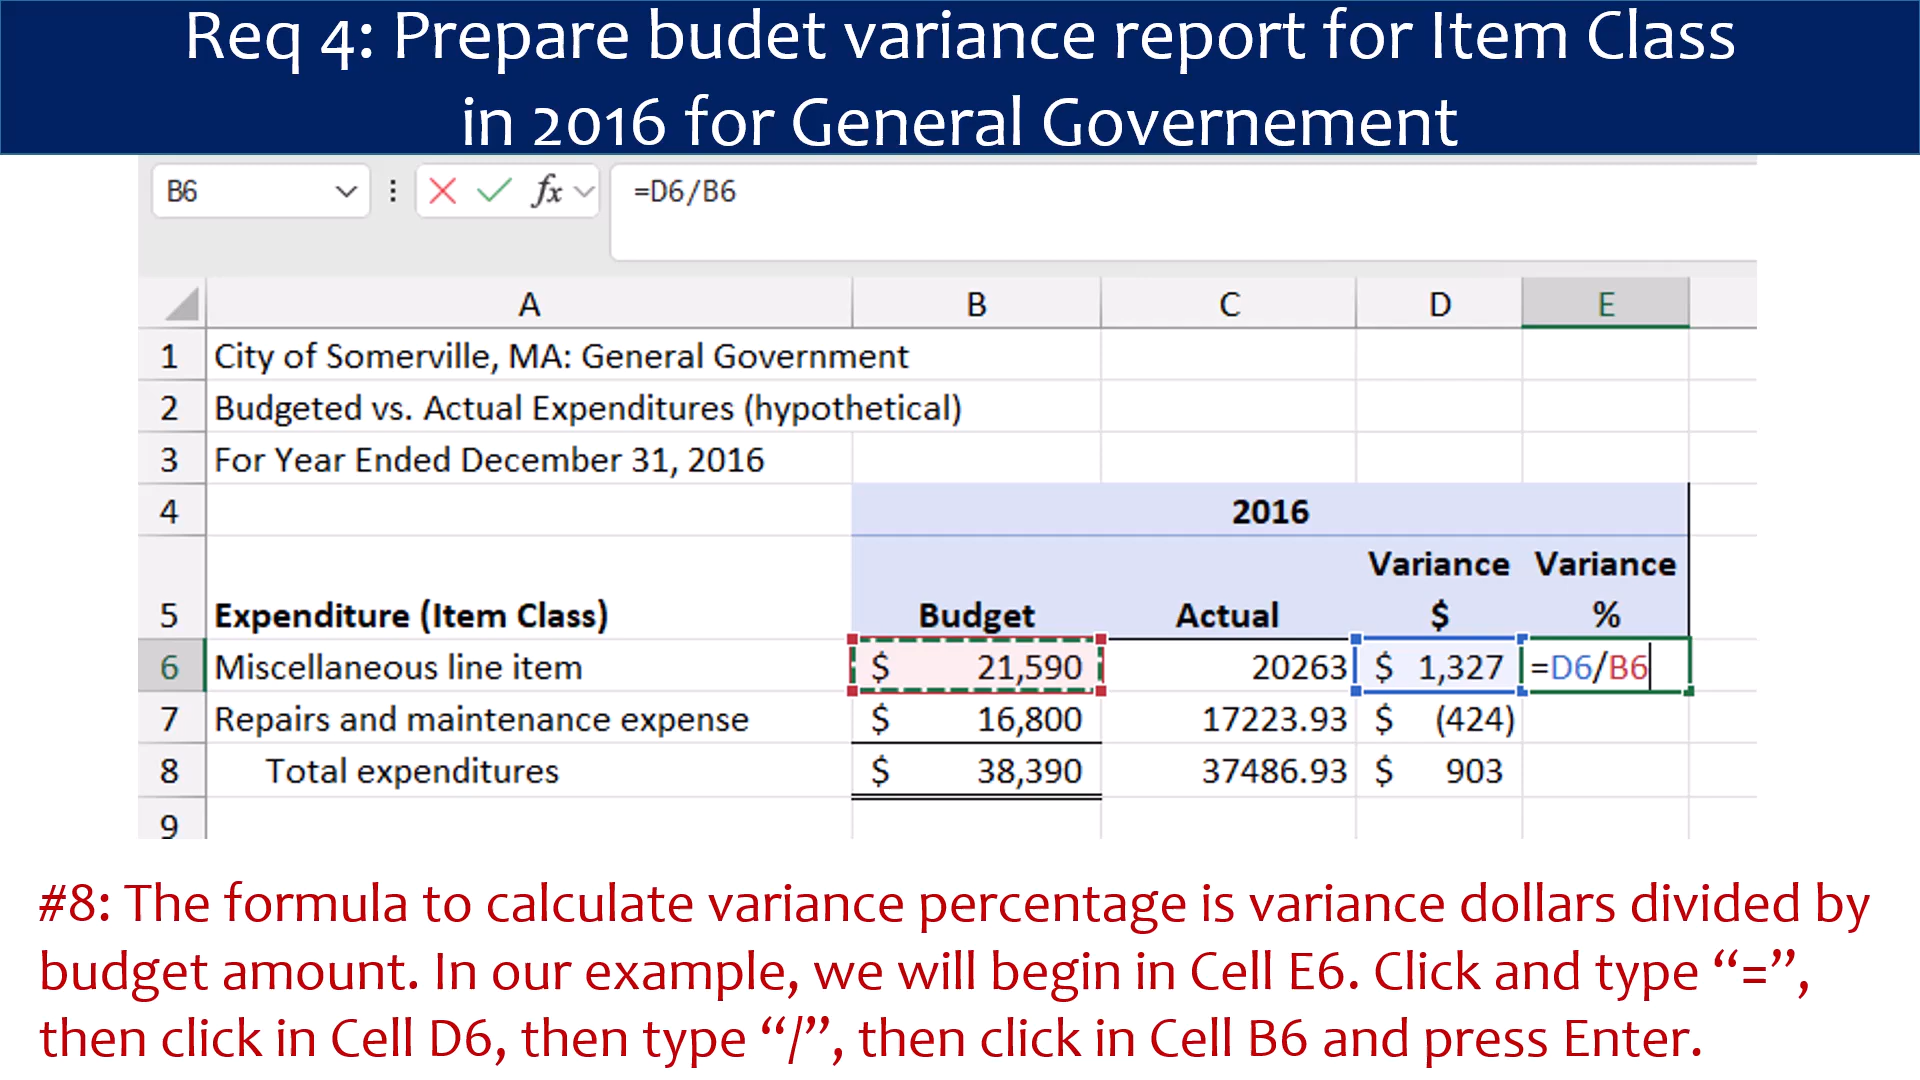 Req 4: Prepare budet variance report for Item Class
in 2016 for General Governement
B6 fx =D6/B6
A B C D E
1 City of Somerville, MA: General Government
2 Budgeted vs. Actual Expenditures (hypothetical)
3 For Year Ended December 31, 2016
4 2016
Variance Variance
5 Expenditure (Item Class) Budget Actual $ %
6 Miscellaneous line item $ 21,590 20263 $ 1,327 =D6/B6
7 Repairs and maintenance expense $ 16,800 17223.93 $ (424)
8 Total expenditures $ 38,390 37486.93 $ 903
9
#8: The formula to calculate variance percentage is variance dollars divided by
budget amount. In our example, we will begin in Cell E6. Click and type “=”,
then click in Cell D6, then type “/”, then click in Cell B6 and press Enter.